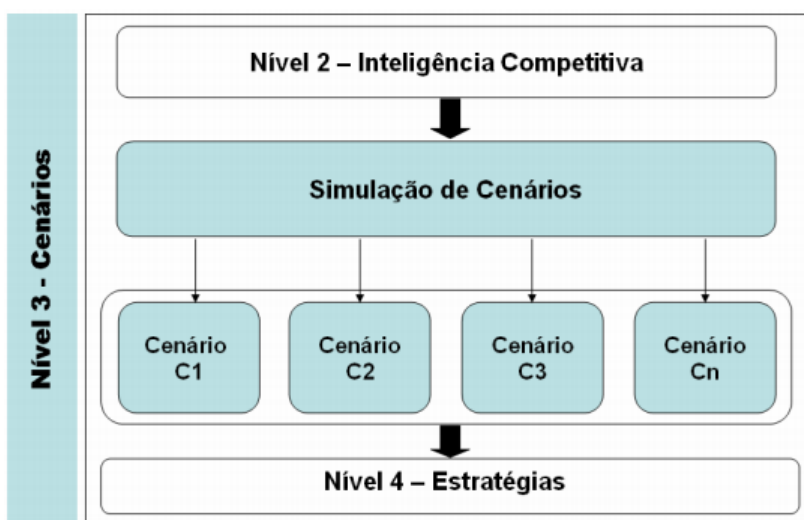 Nível 3 - Cenários
Nível 2 – Inteligência Competitiva
Simulação de Cenários
Cenário
C1
Cenário
C2
Cenário
C3
Cenário
Cn
Nível 4 – Estratégias